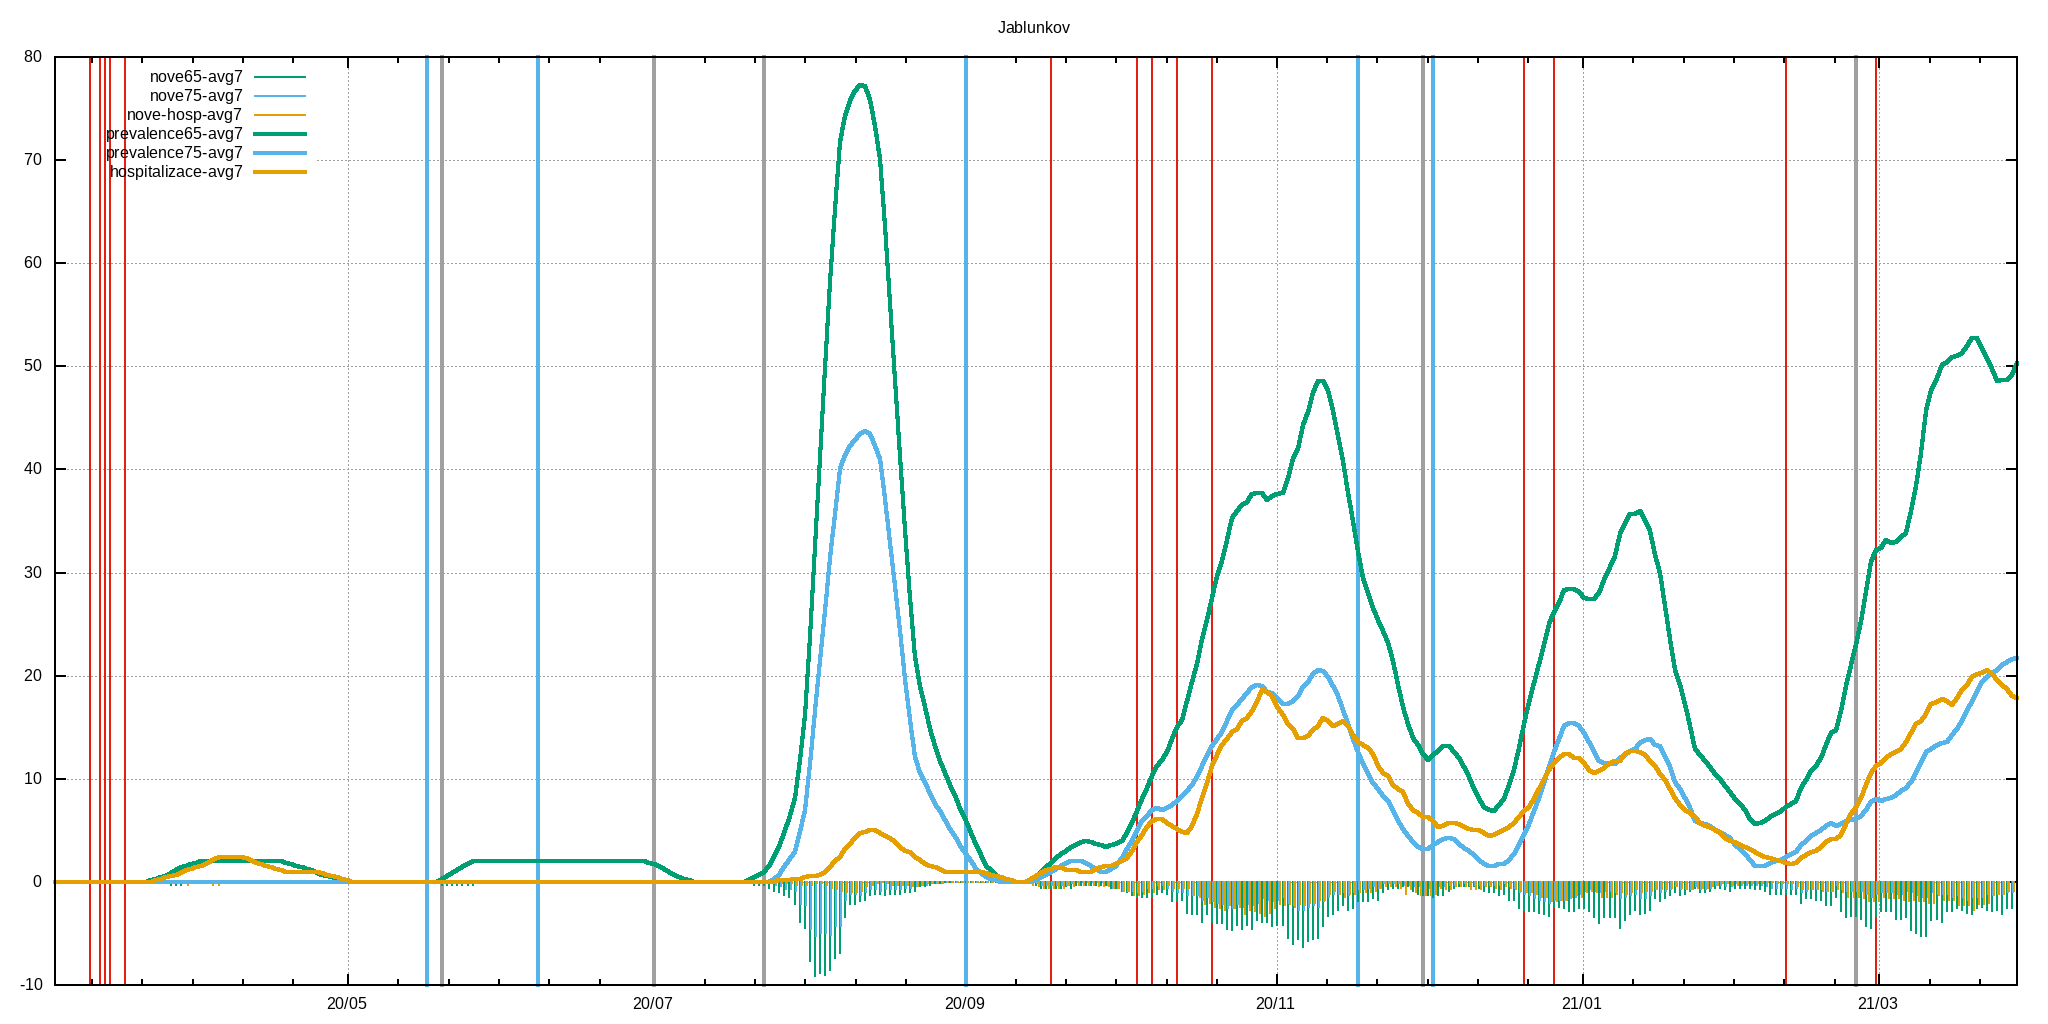 Jablunkov
80
70
60
50
40
30
20
10
0
-10
nove65-avg7
nove75-avg7
nove-hosp-avg7
prevalence65-avg7
prevalence75-avg7
hospitalizace-avg7
20/05 20/07 20/09 20/11 21/01 21/03